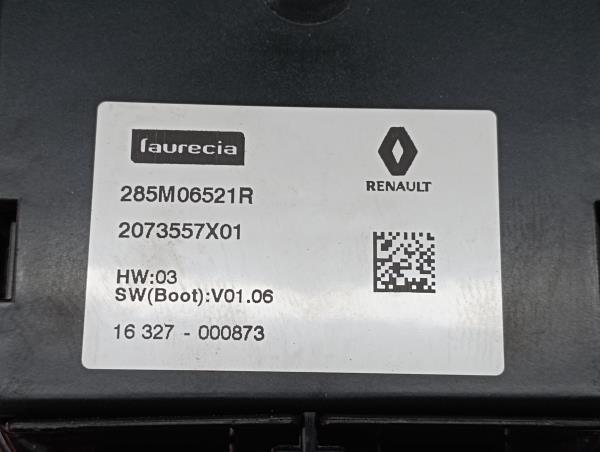 faurecia
RENAULT
285M06521R
2073557X01
HW:03
SW(Boot):V01.06
16 327 - 000873